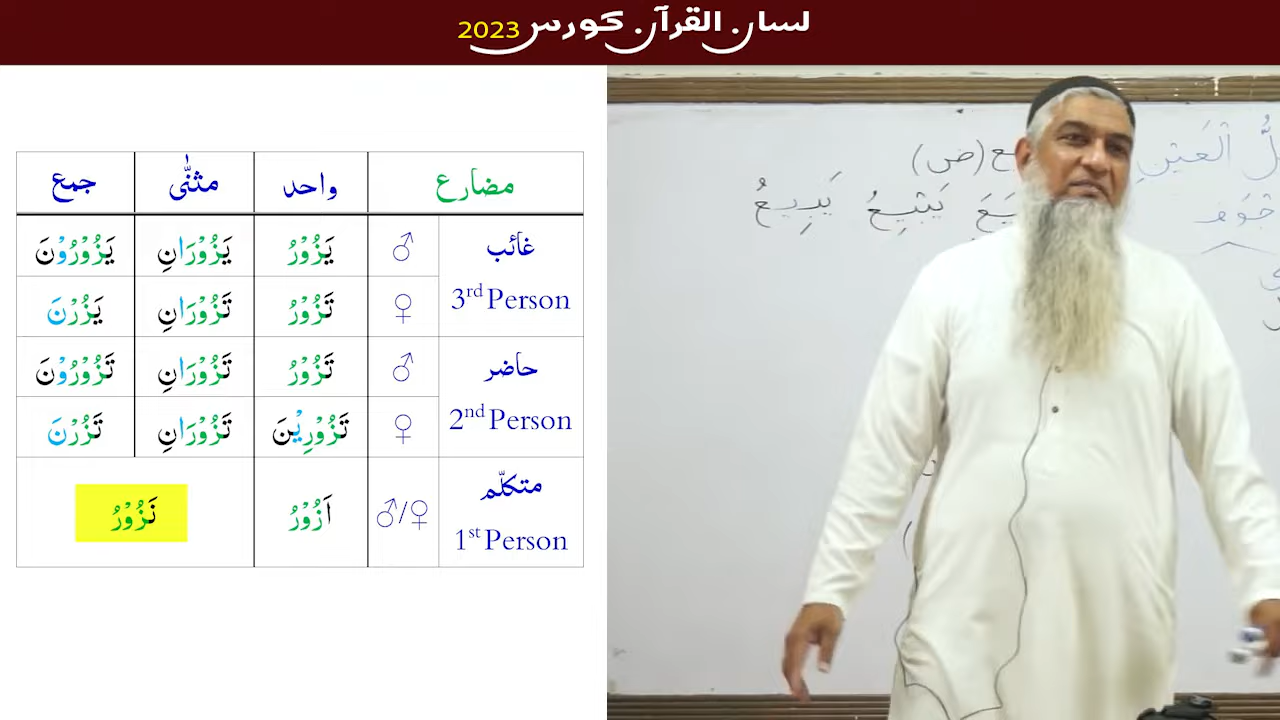 لسان القرآن کورس 2023
مضارع واحد مثنّٰی جمع
غائب ♂ يَزُوْرُ يَزُوْرَانِ يَزُوْرُوْنَ
3rd Person ♀ تَزُوْرُ تَزُوْرَانِ يَزُرْنَ
حاضر ♂ تَزُوْرُ تَزُوْرَانِ تَزُوْرُوْنَ
2nd Person ♀ تَزُوْرِيْنَ تَزُوْرَانِ تَزُرْنَ
متکلّم ♂/♀ اَزُوْرُ نَزُوْرُ
1st Person
الْعَيْنِ
(ض)
يَبْيِعُ يَبِيْعُ